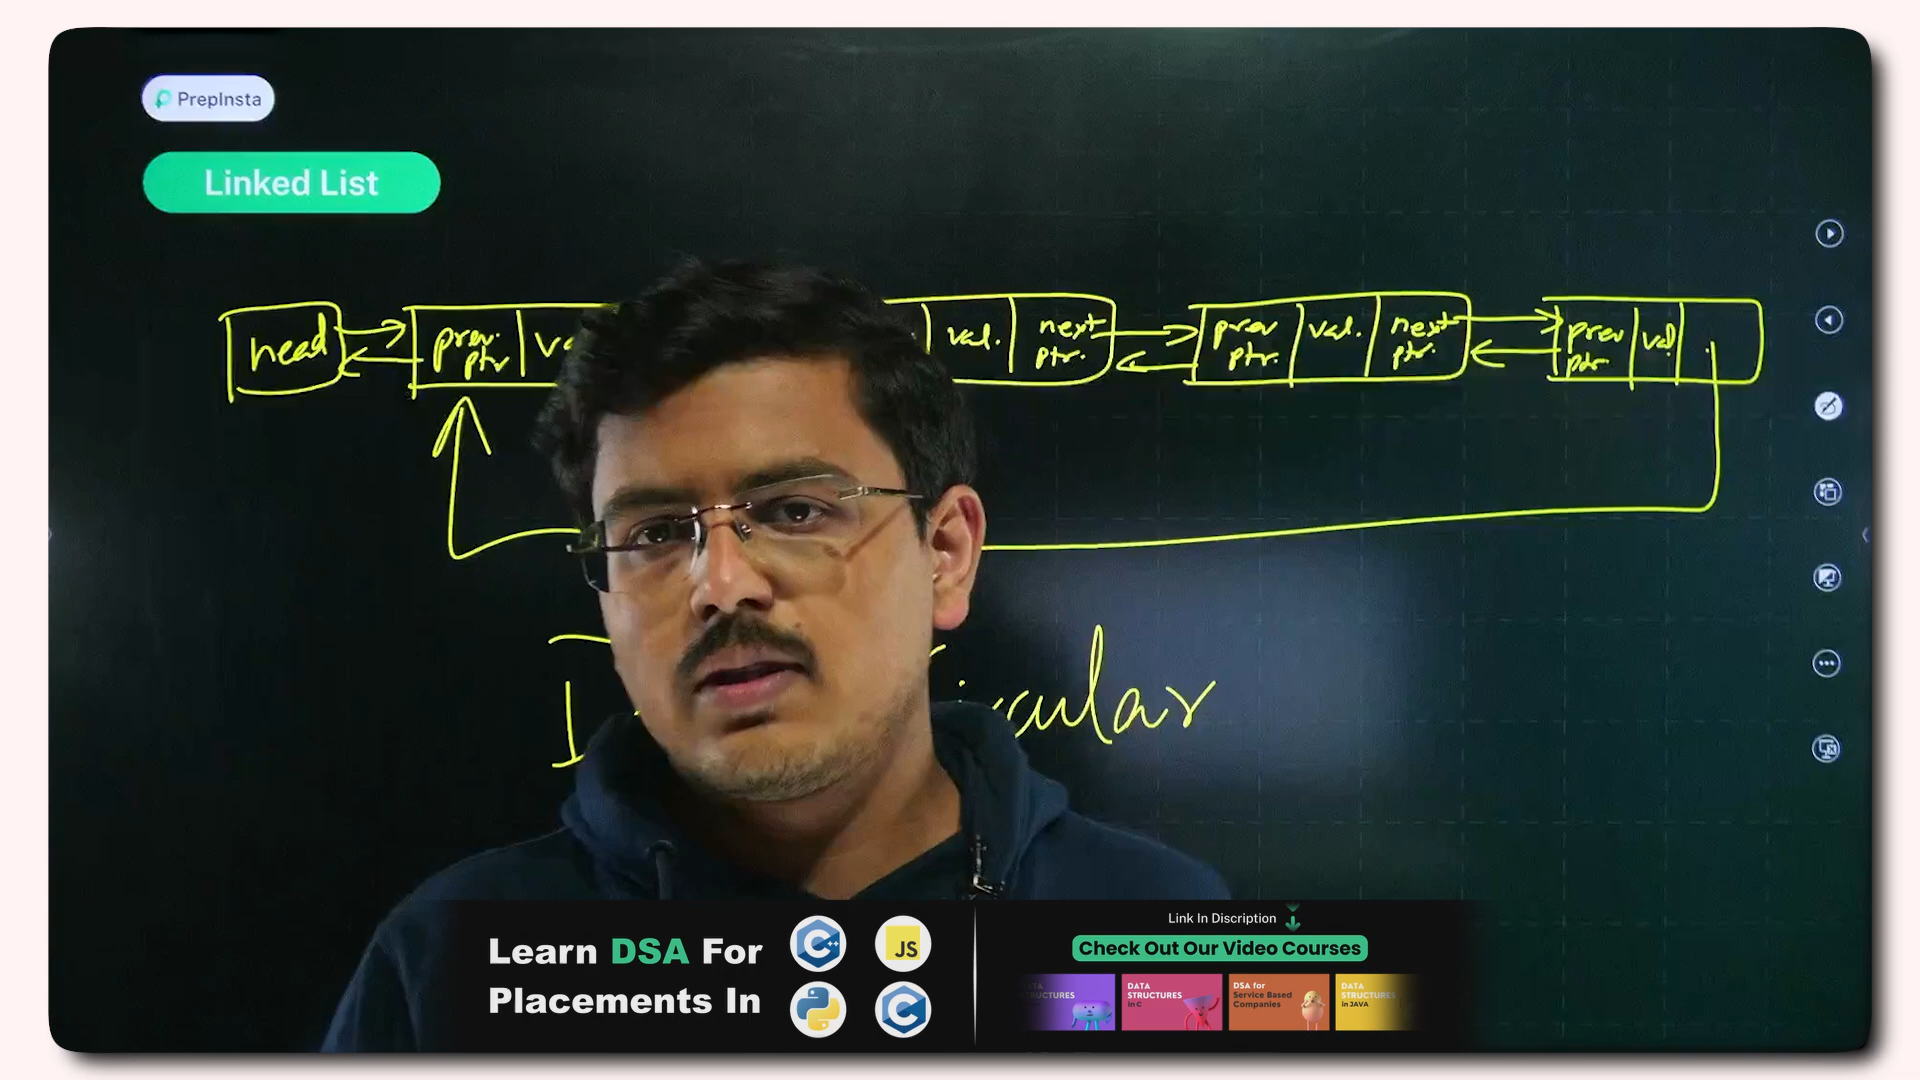 PrepInsta
Linked List
head
prev. ptr
val. next ptr.
prev ptr. val. next ptr.
prev ptr. val
Learn DSA For
Placements In
C++
JS
C
Link In Discription
Check Out Our Video Courses
DATA STRUCTURES in C
DSA for Service Based Companies
DATA STRUCTURES in JAVA